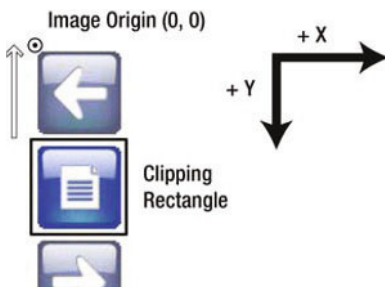 Image Origin (0, 0)
+ X
+ Y
Clipping
Rectangle